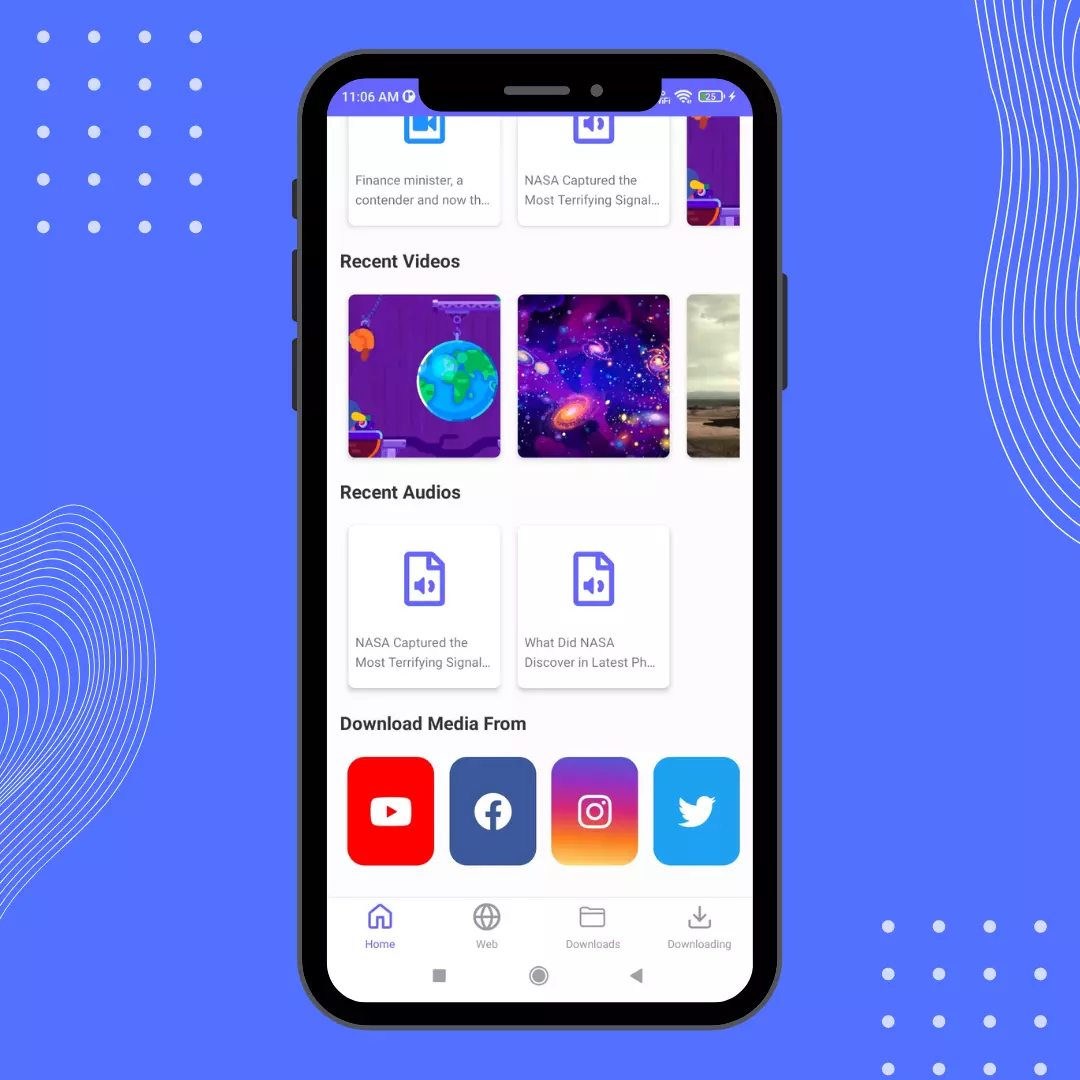 11:06 AM
25
Finance minister, a
contender and now th...
NASA Captured the
Most Terrifying Signal...
Recent Videos
Recent Audios
NASA Captured the
Most Terrifying Signal...
What Did NASA
Discover in Latest Ph...
Download Media From
Home
Web
Downloads
Downloading